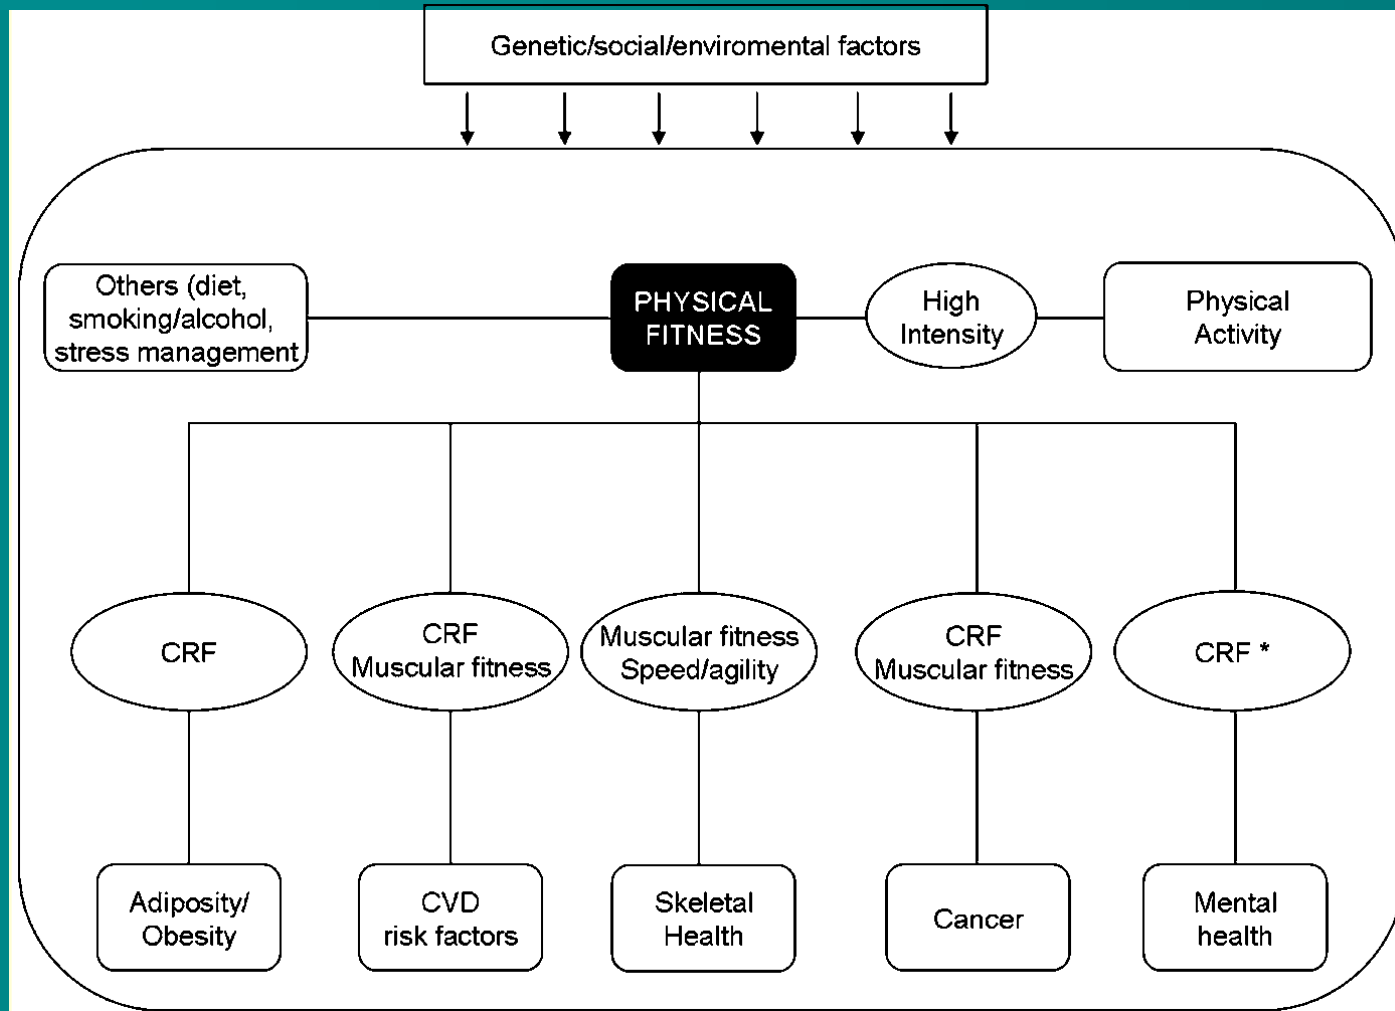 Genetic/social/enviromental factors
Others (diet,
smoking/alcohol,
stress management
PHYSICAL
FITNESS
High
Intensity
Physical
Activity
CRF
CRF
Muscular fitness
Muscular fitness
Speed/agility
CRF
Muscular fitness
CRF *
Adiposity/
Obesity
CVD
risk factors
Skeletal
Health
Cancer
Mental
health